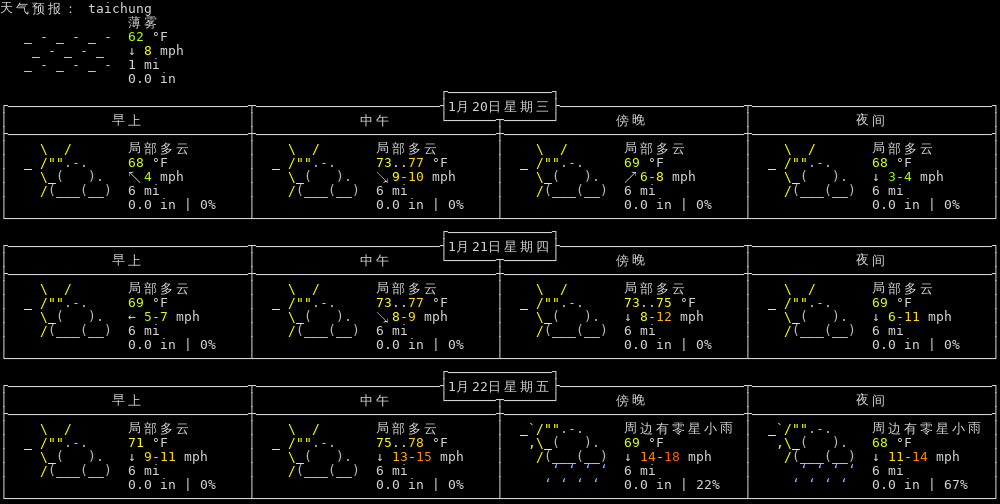 天气预报： taichung
薄雾
62 °F
↓ 8 mph
1 mi
0.0 in
1月20日星期三
早上 中午 傍晚 夜间
局部多云 局部多云 局部多云 局部多云
68 °F 73..77 °F 69 °F 68 °F
↖ 4 mph ↘ 9-10 mph ↗ 6-8 mph ↓ 3-4 mph
6 mi 6 mi 6 mi 6 mi
0.0 in | 0% 0.0 in | 0% 0.0 in | 0% 0.0 in | 0%
1月21日星期四
早上 中午 傍晚 夜间
局部多云 局部多云 局部多云 局部多云
69 °F 73..77 °F 73..75 °F 69 °F
← 5-7 mph ↘ 8-9 mph ↓ 8-12 mph ↓ 6-11 mph
6 mi 6 mi 6 mi 6 mi
0.0 in | 0% 0.0 in | 0% 0.0 in | 0% 0.0 in | 0%
1月22日星期五
早上 中午 傍晚 夜间
局部多云 局部多云 周边有零星小雨 周边有零星小雨
71 °F 75..78 °F 69 °F 68 °F
↓ 9-11 mph ↓ 13-15 mph ↓ 14-18 mph ↓ 11-14 mph
6 mi 6 mi 6 mi 6 mi
0.0 in | 0% 0.0 in | 0% 0.0 in | 22% 0.0 in | 67%